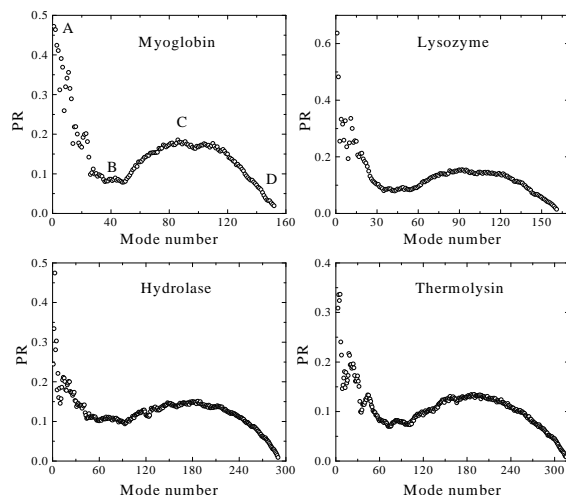 Myoglobin
A
B
C
D
PR
0.5
0.4
0.3
0.2
0.1
0.0
0 40 80 120 160
Mode number
Lysozyme
PR
0.6
0.4
0.2
0.0
0 30 60 90 120 150
Mode number
Hydrolase
PR
0.5
0.4
0.3
0.2
0.1
0.0
0 60 120 180 240 300
Mode number
Thermolysin
PR
0.4
0.3
0.2
0.1
0.0
0 60 120 180 240 300
Mode number